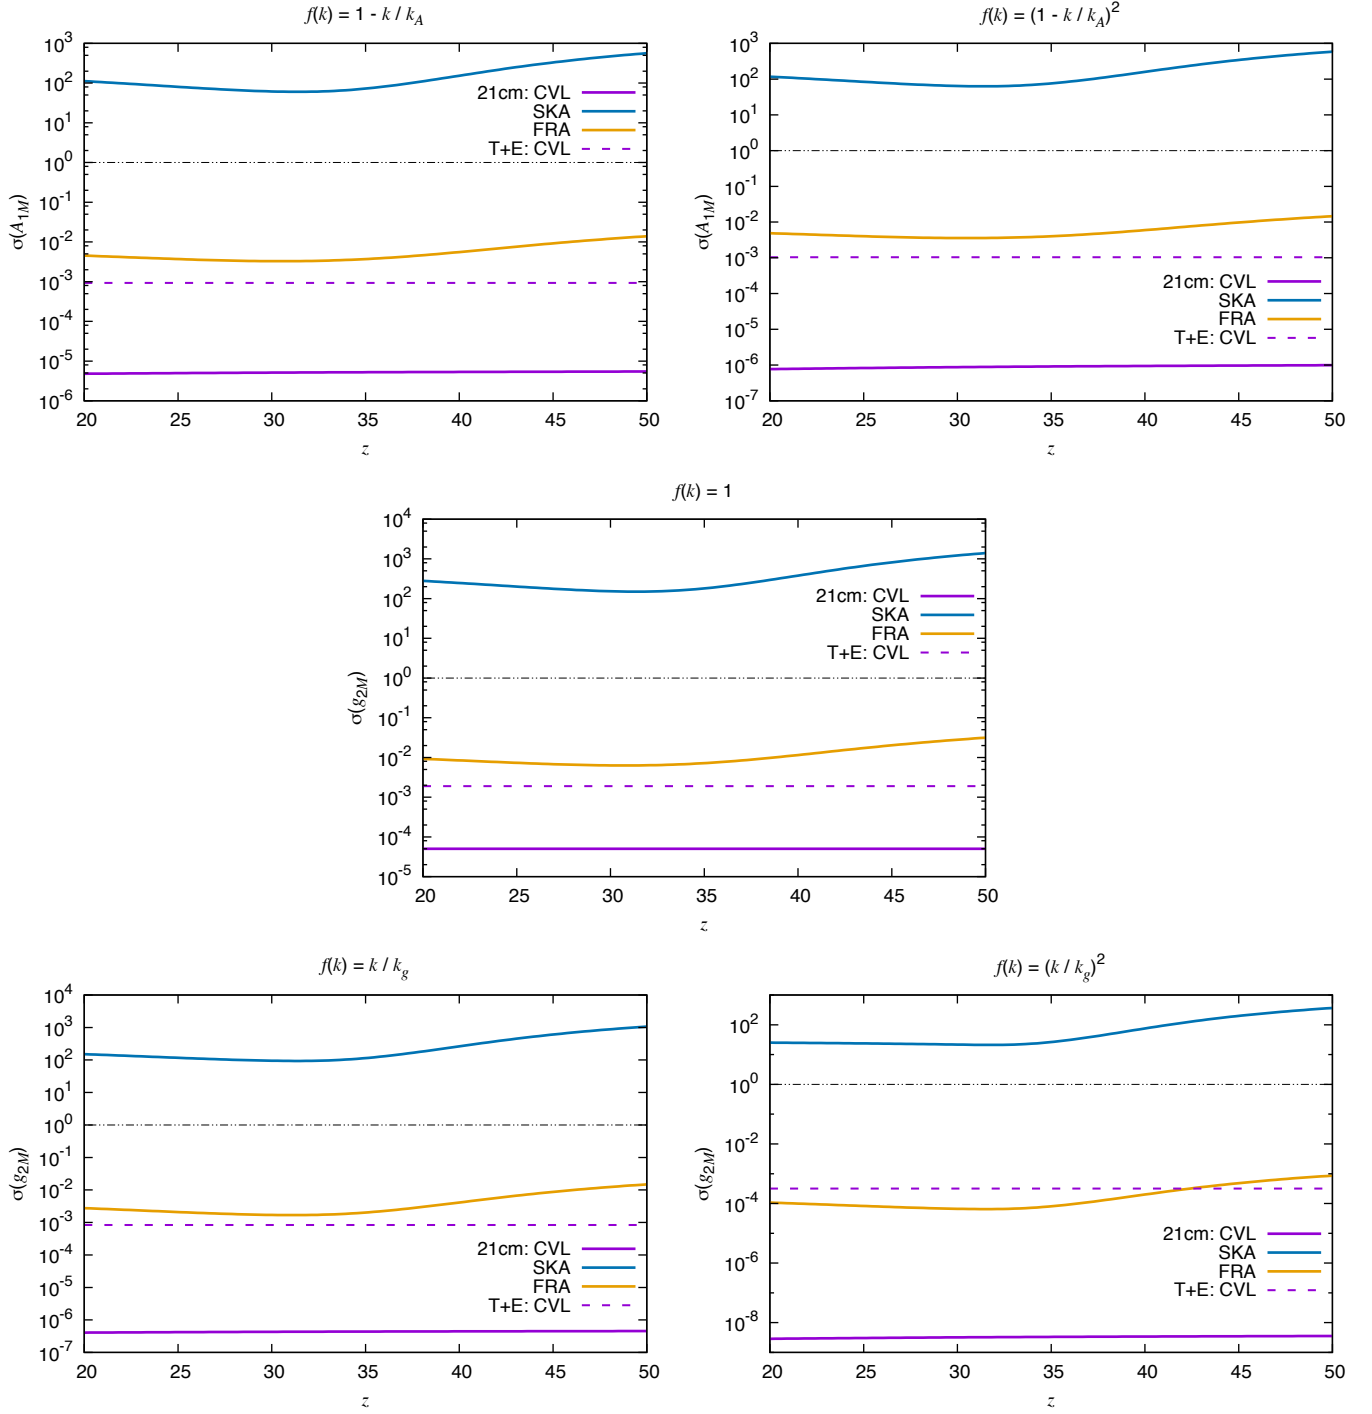 f(k) = 1 - k / k_A
10^3
10^2
10^1
10^0
10^-1
10^-2
10^-3
10^-4
10^-5
10^-6
σ(A_1M)
21cm: CVL
SKA
FRA
T+E: CVL
20 25 30 35 40 45 50
z
f(k) = (1 - k / k_A)^2
10^3
10^2
10^1
10^0
10^-1
10^-2
10^-3
10^-4
10^-5
10^-6
10^-7
σ(A_1M)
21cm: CVL
SKA
FRA
T+E: CVL
20 25 30 35 40 45 50
z
f(k) = 1
10^4
10^3
10^2
10^1
10^0
10^-1
10^-2
10^-3
10^-4
10^-5
σ(g_2M)
21cm: CVL
SKA
FRA
T+E: CVL
20 25 30 35 40 45 50
z
f(k) = k / k_g
10^4
10^3
10^2
10^1
10^0
10^-1
10^-2
10^-3
10^-4
10^-5
10^-6
10^-7
σ(g_2M)
21cm: CVL
SKA
FRA
T+E: CVL
20 25 30 35 40 45 50
z
f(k) = (k / k_g)^2
10^2
10^0
10^-2
10^-4
10^-6
10^-8
σ(g_2M)
21cm: CVL
SKA
FRA
T+E: CVL
20 25 30 35 40 45 50
z